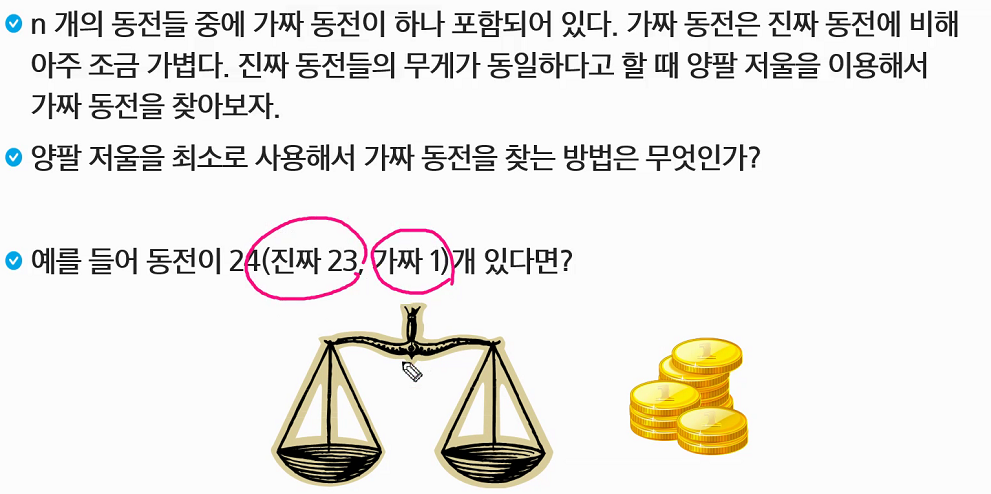 n 개의 동전들 중에 가짜 동전이 하나 포함되어 있다. 가짜 동전은 진짜 동전에 비해
아주 조금 가볍다. 진짜 동전들의 무게가 동일하다고 할 때 양팔 저울을 이용해서
가짜 동전을 찾아보자.
양팔 저울을 최소로 사용해서 가짜 동전을 찾는 방법은 무엇인가?
예를 들어 동전이 24(진짜 23, 가짜 1)개 있다면?
1
1
1